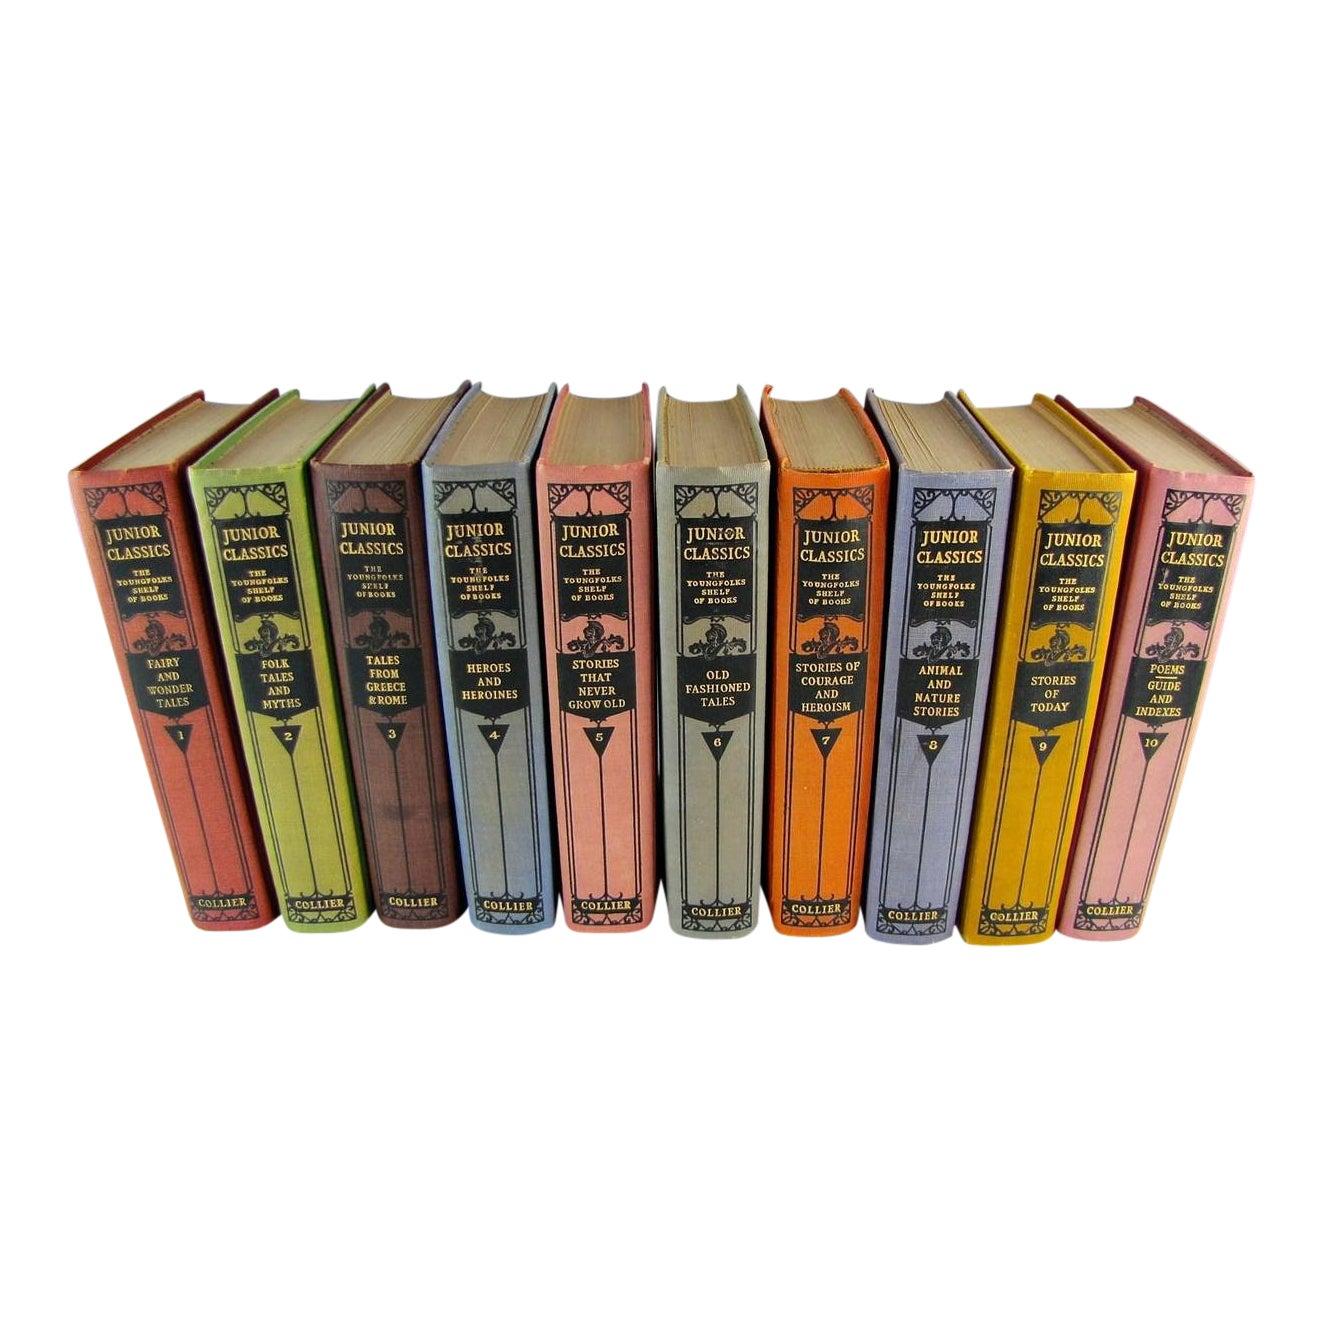 JUNIOR
CLASSICS
THE
YOUNGFOLKS
SHELF
OF BOOKS
FAIRY
AND
WONDER
TALES
1
COLLIER
JUNIOR
CLASSICS
THE
YOUNGFOLKS
SHELF
OF BOOKS
FOLK
TALES
AND
MYTHS
2
COLLIER
JUNIOR
CLASSICS
THE
YOUNGFOLKS
SHELF
OF BOOKS
TALES
FROM
GREECE
& ROME
3
COLLIER
JUNIOR
CLASSICS
THE
YOUNGFOLKS
SHELF
OF BOOKS
HEROES
AND
HEROINES
4
COLLIER
JUNIOR
CLASSICS
THE
YOUNGFOLKS
SHELF
OF BOOKS
STORIES
THAT
NEVER
GROW OLD
5
COLLIER
JUNIOR
CLASSICS
THE
YOUNGFOLKS
SHELF
OF BOOKS
OLD
FASHIONED
TALES
6
COLLIER
JUNIOR
CLASSICS
THE
YOUNGFOLKS
SHELF
OF BOOKS
STORIES OF
COURAGE
AND
HEROISM
7
COLLIER
JUNIOR
CLASSICS
THE
YOUNGFOLKS
SHELF
OF BOOKS
ANIMAL
AND
NATURE
STORIES
8
COLLIER
JUNIOR
CLASSICS
THE
YOUNGFOLKS
SHELF
OF BOOKS
STORIES
OF
TODAY
9
COLLIER
JUNIOR
CLASSICS
THE
YOUNGFOLKS
SHELF
OF BOOKS
POEMS
GUIDE
AND
INDEXES
10
COLLIER